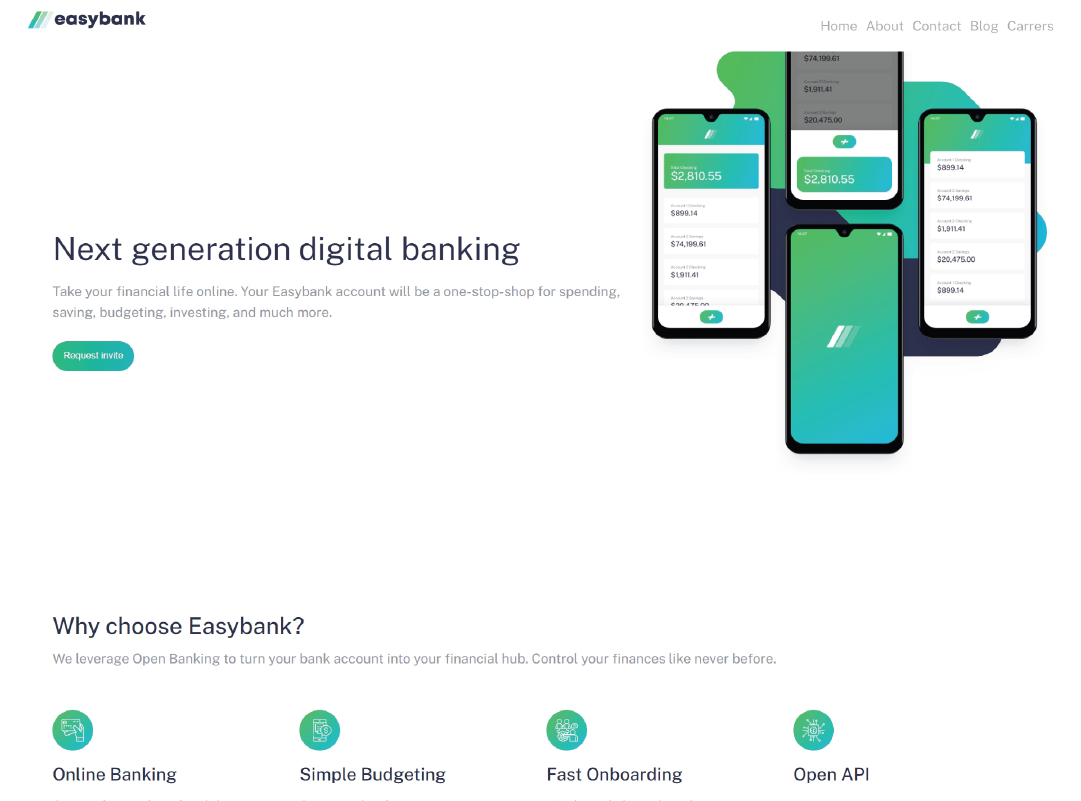 easybank
Home About Contact Blog Carrers
$74,199.61
$1,911.41
$20,475.00
Total Checking
$2,810.55
Total Checking
$2,810.55
Account 1 Checking
$899.14
Account 2 Savings
$74,199.61
Account 3 Checking
$1,911.41
Account 2 Savings
Account 1 Checking
$899.14
Account 2 Savings
$74,199.61
Account 2 Checking
$1,911.41
Account 2 Savings
$20,475.00
$899.14
Next generation digital banking
Take your financial life online. Your Easybank account will be a one-stop-shop for spending,
saving, budgeting, investing, and much more.
Request invite
Why choose Easybank?
We leverage Open Banking to turn your bank account into your financial hub. Control your finances like never before.
Online Banking Simple Budgeting Fast Onboarding Open API